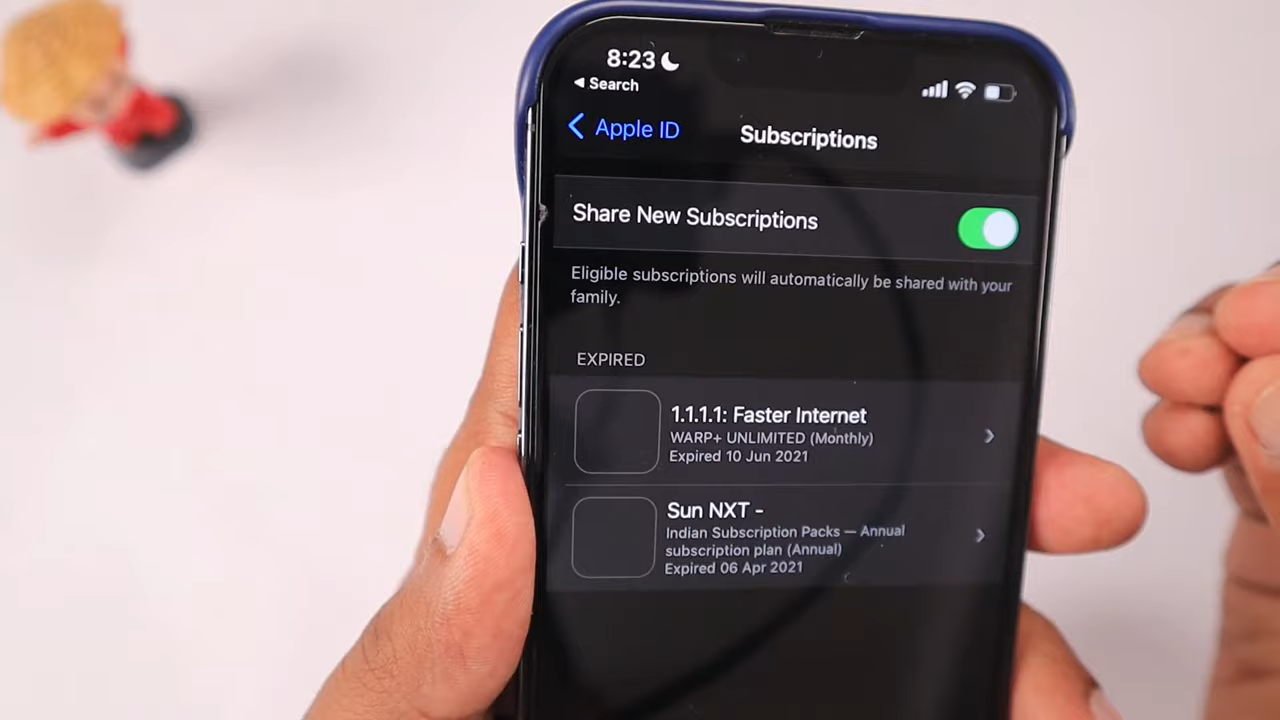 8:23
Search
Apple ID
Subscriptions
Share New Subscriptions
Eligible subscriptions will automatically be shared with your
family.
EXPIRED
1.1.1.1: Faster Internet
WARP+ UNLIMITED (Monthly)
Expired 10 Jun 2021
Sun NXT -
Indian Subscription Packs — Annual
subscription plan (Annual)
Expired 06 Apr 2021